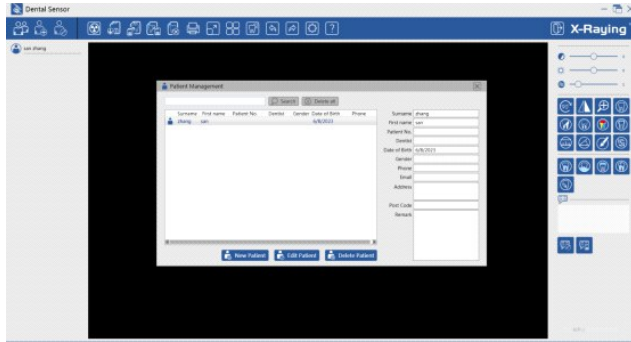 Dental Sensor
X-Raying
san zhang
Patient Management
Search
Delete all
Surname First name Patient No. Dentist Gender Date of Birth Phone
zhang san 6/8/2023
Surname zhang
First name san
Patient No.
Dentist
Date of Birth 6/8/2023
Gender
Phone
Email
Address
Post Code
Remark
New Patient Edit Patient Delete Patient